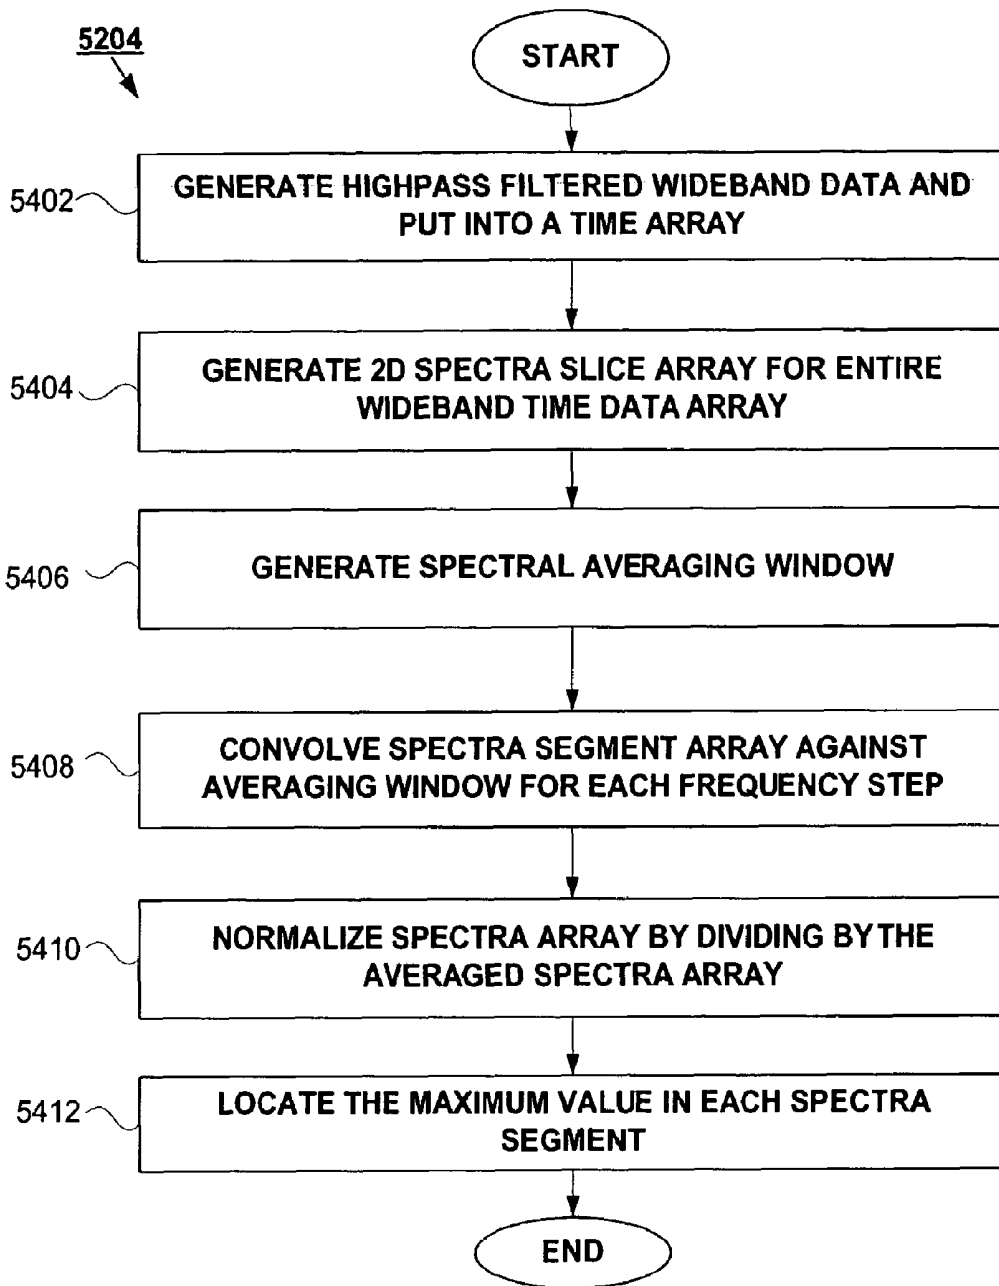 5204
START
5402
GENERATE HIGHPASS FILTERED WIDEBAND DATA AND
PUT INTO A TIME ARRAY
5404
GENERATE 2D SPECTRA SLICE ARRAY FOR ENTIRE
WIDEBAND TIME DATA ARRAY
5406
GENERATE SPECTRAL AVERAGING WINDOW
5408
CONVOLVE SPECTRA SEGMENT ARRAY AGAINST
AVERAGING WINDOW FOR EACH FREQUENCY STEP
5410
NORMALIZE SPECTRA ARRAY BY DIVIDING BY THE
AVERAGED SPECTRA ARRAY
5412
LOCATE THE MAXIMUM VALUE IN EACH SPECTRA
SEGMENT
END